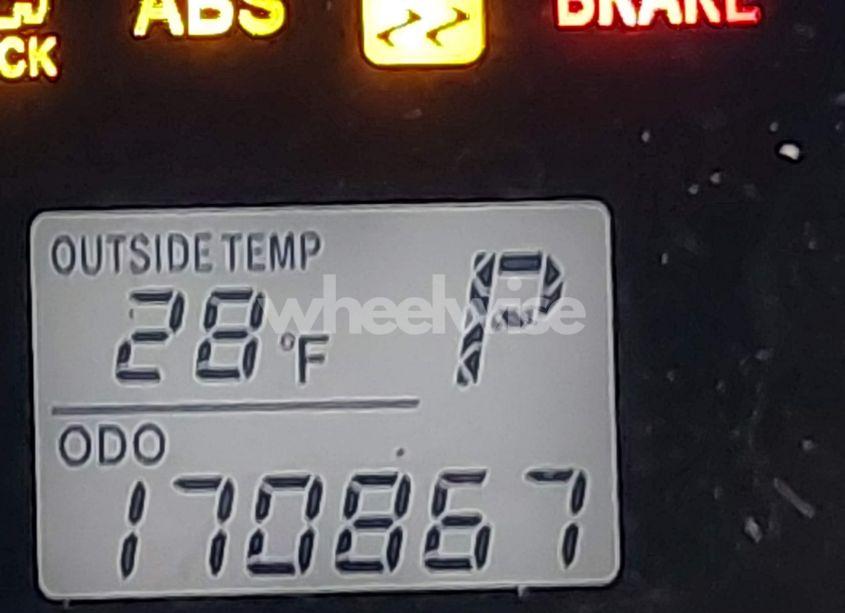 CK ABS BRAKE
OUTSIDE TEMP
28 °F P
wheelwise
ODO
170867